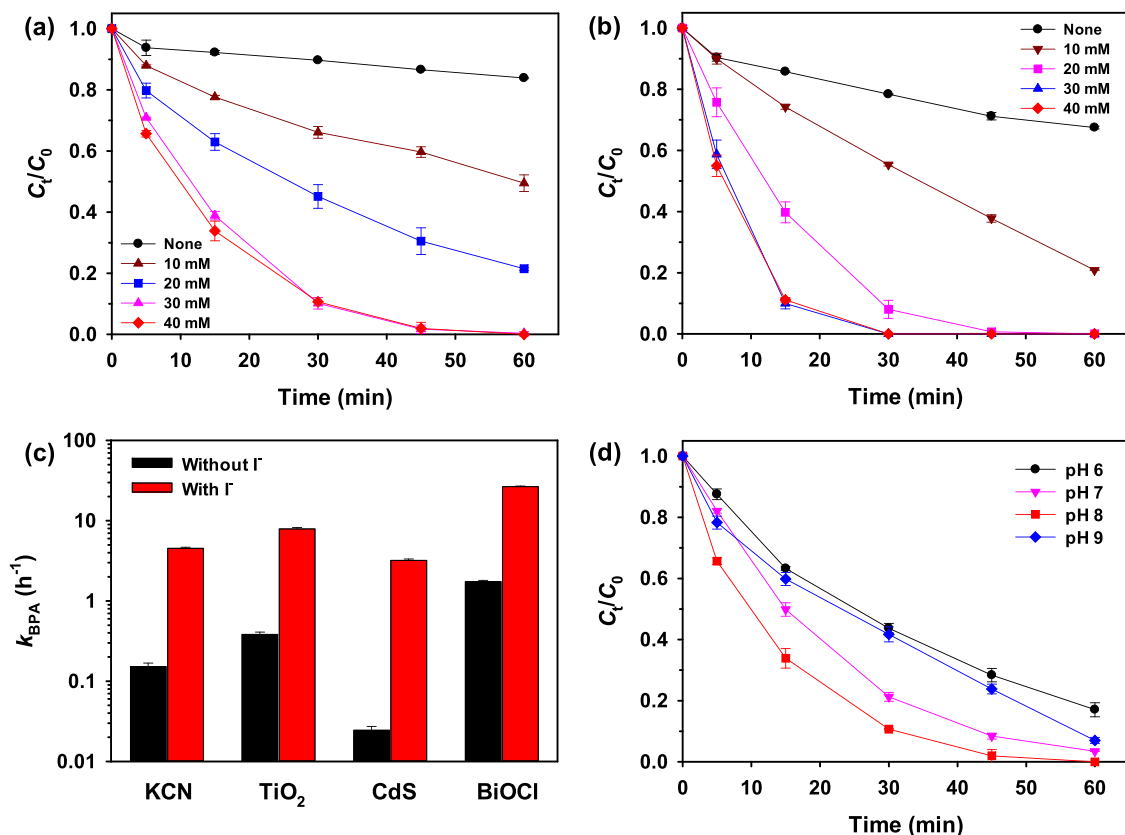 (a)
1.0
0.8
0.6
0.4
0.2
0.0
Cₜ/C₀
None
10 mM
20 mM
30 mM
40 mM
0 10 20 30 40 50 60
Time (min)
(b)
1.0
0.8
0.6
0.4
0.2
0.0
Cₜ/C₀
None
10 mM
20 mM
30 mM
40 mM
0 10 20 30 40 50 60
Time (min)
(c)
100
10
1
0.1
0.01
k_BPA (h⁻¹)
Without I⁻
With I⁻
KCN TiO₂ CdS BiOCl
(d)
1.0
0.8
0.6
0.4
0.2
0.0
Cₜ/C₀
pH 6
pH 7
pH 8
pH 9
0 10 20 30 40 50 60
Time (min)